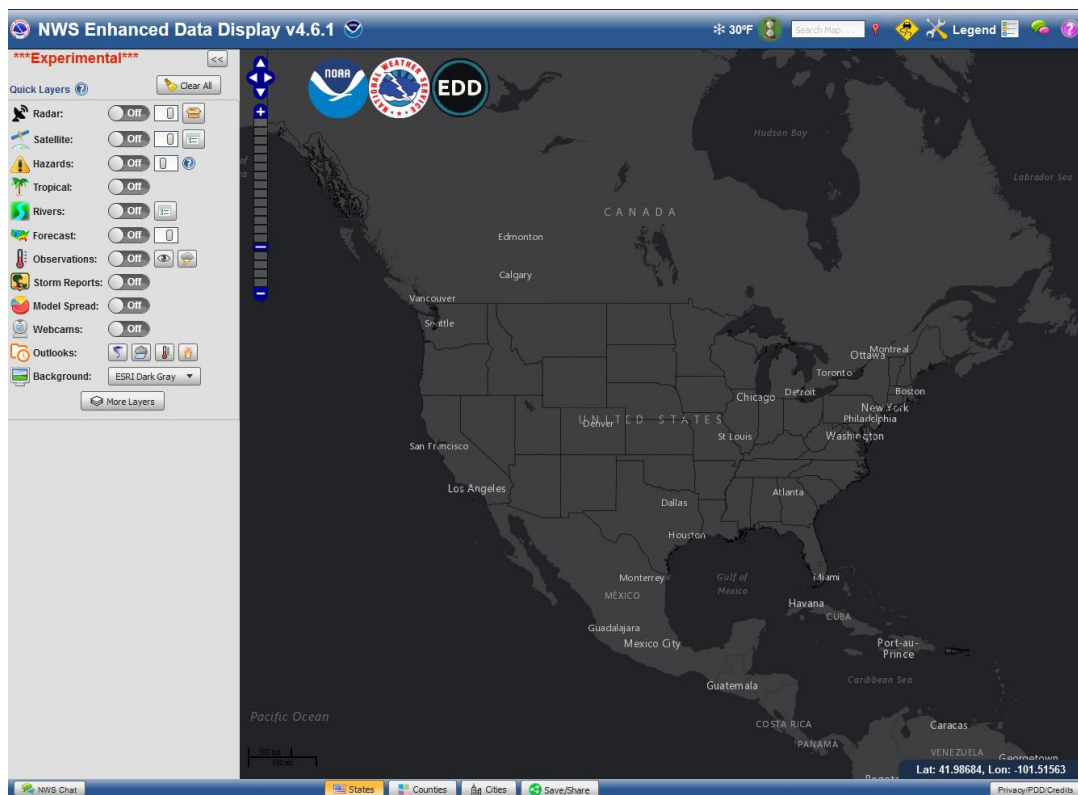 NWS Enhanced Data Display v4.6.1
30ºF
Search Map. . .
Legend
***Experimental***
<<
Quick Layers
Clear All
Radar: Off
Satellite: Off
Hazards: Off
Tropical: Off
Rivers: Off
Forecast: Off
Observations: Off
Storm Reports: Off
Model Spread: Off
Webcams: Off
Outlooks:
Background: ESRI Dark Gray
More Layers
NOAA
NATIONAL WEATHER SERVICE
EDD
Hudson Bay
Labrador Sea
CANADA
Edmonton
Calgary
Vancouver
Seattle
Montreal
Ottawa
Toronto
Detroit
Boston
Chicago
New York
Philadelphia
UNITED STATES
Denver
St Louis
Washington
San Francisco
Los Angeles
Atlanta
Dallas
Houston
Monterrey
Gulf of
Mexico
Miami
MÉXICO
Havana
CUBA
Guadalajara
Mexico City
Port-au-
Prince
Guatemala
Caribbean Sea
Pacific Ocean
COSTA RICA
Caracas
PANAMÁ
VENEZUELA
Georgetown
500 km
500 mi
Lat: 41.98684, Lon: -101.51563
NWS Chat
States
Counties
Cities
Save/Share
Privacy/PDD/Credits